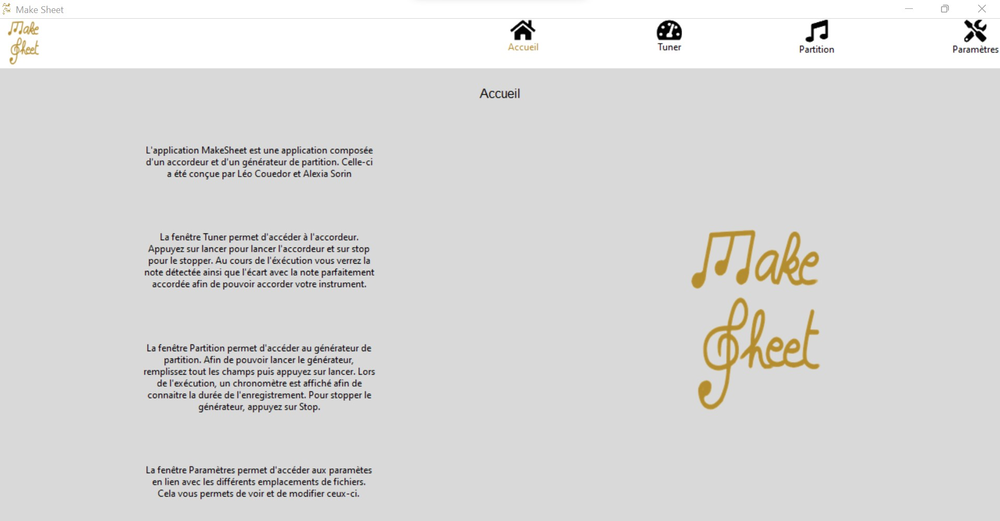 Make Sheet
Make
Sheet
Accueil
Tuner
Partition
Paramètres
Accueil
L'application MakeSheet est une application composée
d'un accordeur et d'un générateur de partition. Celle-ci
a été conçue par Léo Couedor et Alexia Sorin
La fenêtre Tuner permet d'accéder à l'accordeur.
Appuyez sur lancer pour lancer l'accordeur et sur stop
pour le stopper. Au cours de l'éxécution vous verrez la
note détectée ainsi que l'écart avec la note parfaitement
accordée afin de pouvoir accorder votre instrument.
La fenêtre Partition permet d'accéder au générateur de
partition. Afin de pouvoir lancer le générateur,
remplissez tout les champs puis appuyez sur lancer. Lors
de l'exécution, un chronomètre est affiché afin de
connaitre la durée de l'enregistrement. Pour stopper le
générateur, appuyez sur Stop.
La fenêtre Paramètres permet d'accéder aux paramètes
en lien avec les différents emplacements de fichiers.
Cela vous permets de voir et de modifier ceux-ci.
Make
Sheet